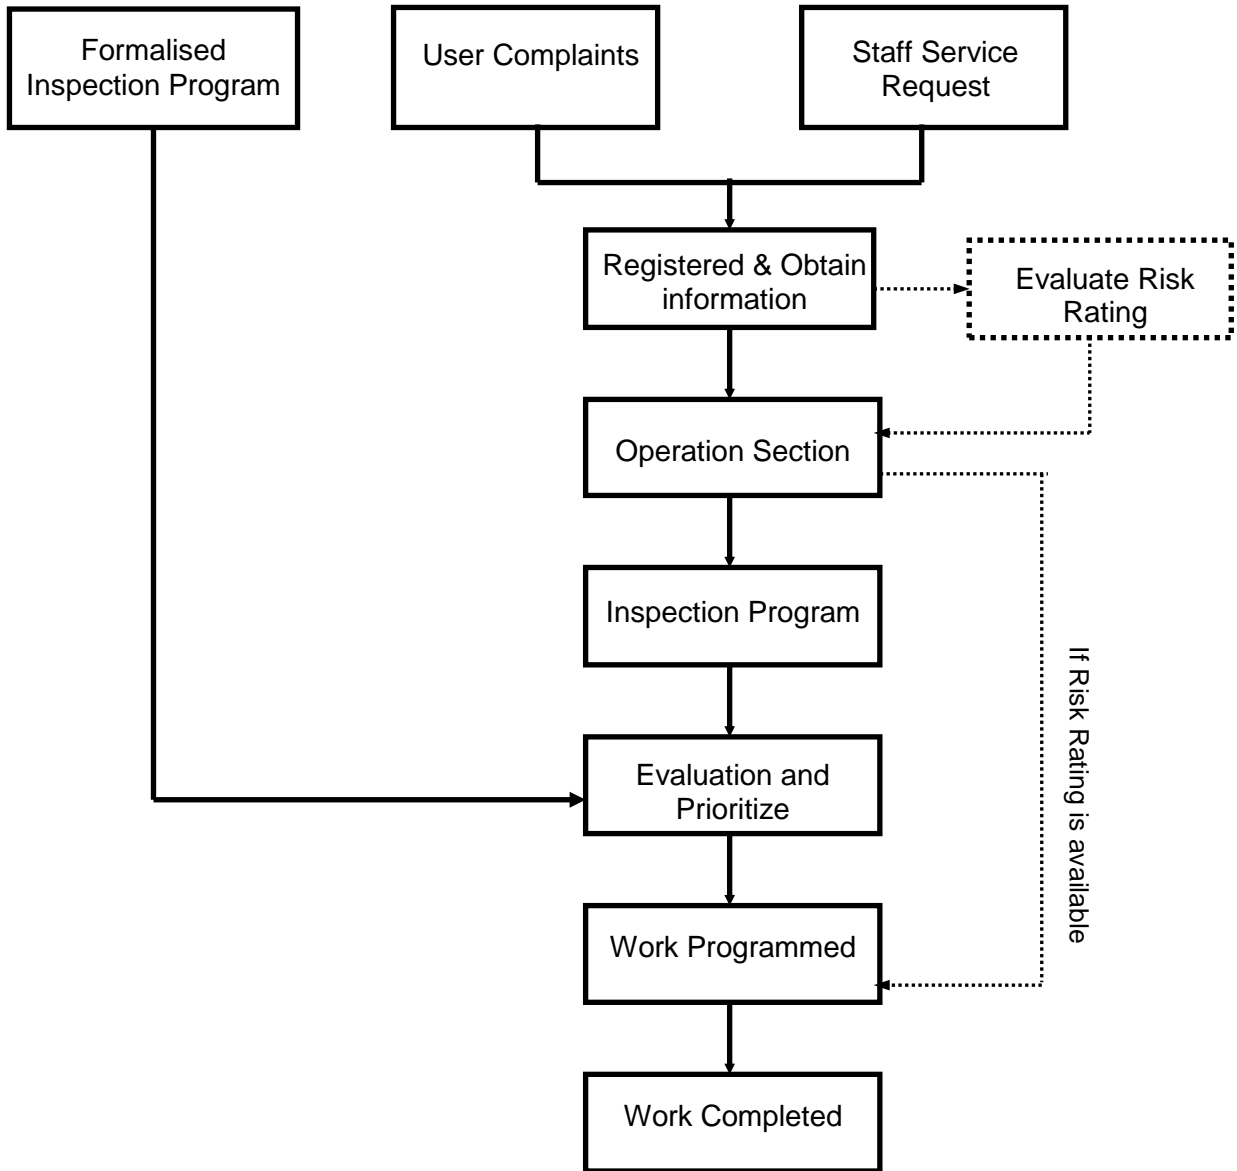 Formalised
Inspection Program
User Complaints
Staff Service
Request
Registered & Obtain
information
Evaluate Risk
Rating
Operation Section
Inspection Program
If Risk Rating is available
Evaluation and
Prioritize
Work Programmed
Work Completed